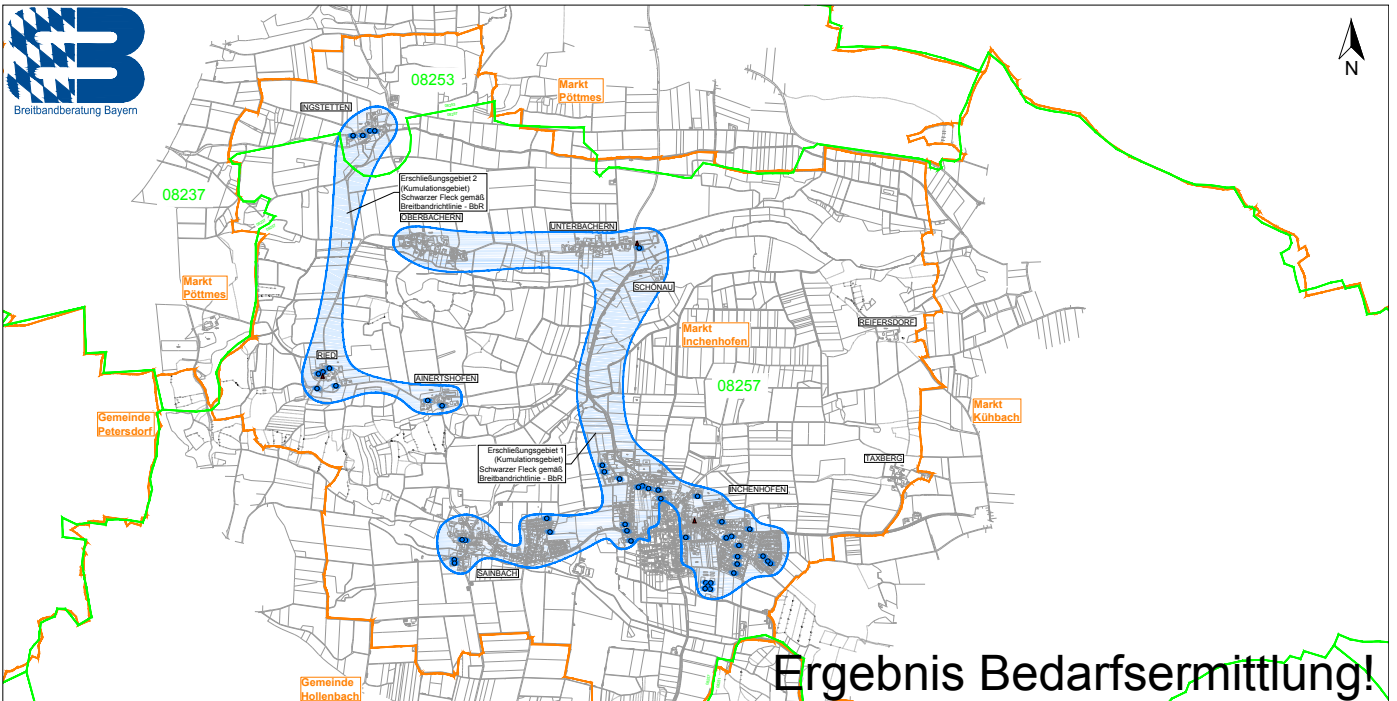 Breitbandberatung Bayern
N
08253
Markt
Pöttmes
INGSTETTEN
08237
Erschließungsgebiet 2
(Kumulationsgebiet)
Schwarzer Fleck gemäß
Breitbandrichtlinie - BbR
OBERBACHERN
UNTERBACHERN
SCHÖNAU
Markt
Pöttmes
Markt
Inchenhofen
REIFERSDORF
RIED
AINERTSHOFEN
08257
Gemeinde
Petersdorf
Markt
Kühbach
Erschließungsgebiet 1
(Kumulationsgebiet)
Schwarzer Fleck gemäß
Breitbandrichtlinie - BbR
TAXBERG
INCHENHOFEN
SAINBACH
Gemeinde
Hollenbach
Ergebnis Bedarfsermittlung!